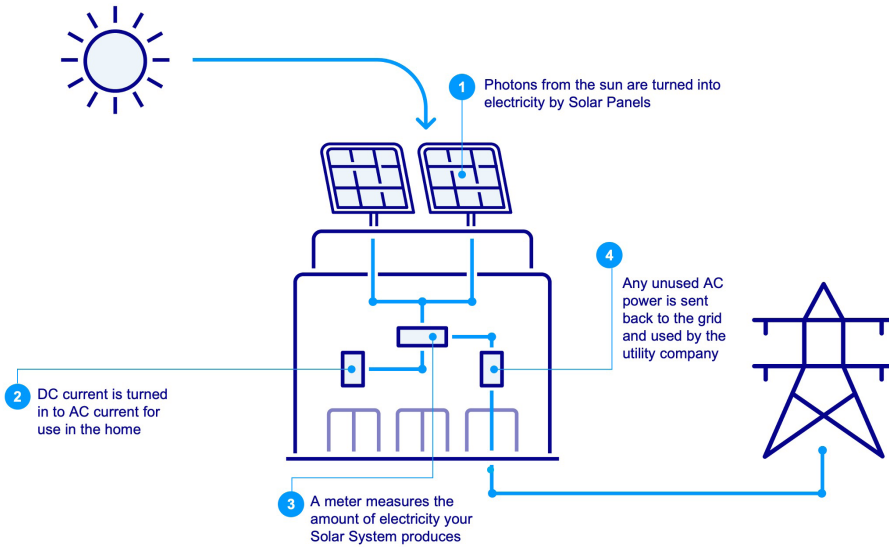 1
Photons from the sun are turned into
electricity by Solar Panels
4
Any unused AC
power is sent
back to the grid
and used by the
utility company
2
DC current is turned
in to AC current for
use in the home
3
A meter measures the
amount of electricity your
Solar System produces